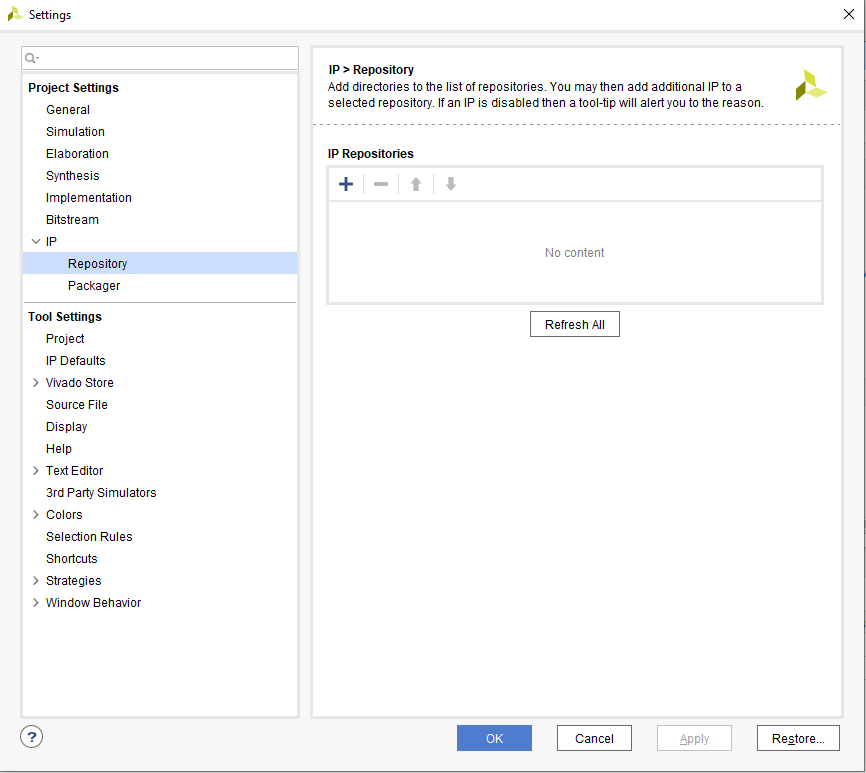 Settings
Project Settings
General
Simulation
Elaboration
Synthesis
Implementation
Bitstream
IP
Repository
Packager
Tool Settings
Project
IP Defaults
Vivado Store
Source File
Display
Help
Text Editor
3rd Party Simulators
Colors
Selection Rules
Shortcuts
Strategies
Window Behavior
IP > Repository
Add directories to the list of repositories. You may then add additional IP to a
selected repository. If an IP is disabled then a tool-tip will alert you to the reason.
IP Repositories
No content
Refresh All
?
OK
Cancel
Apply
Restore...